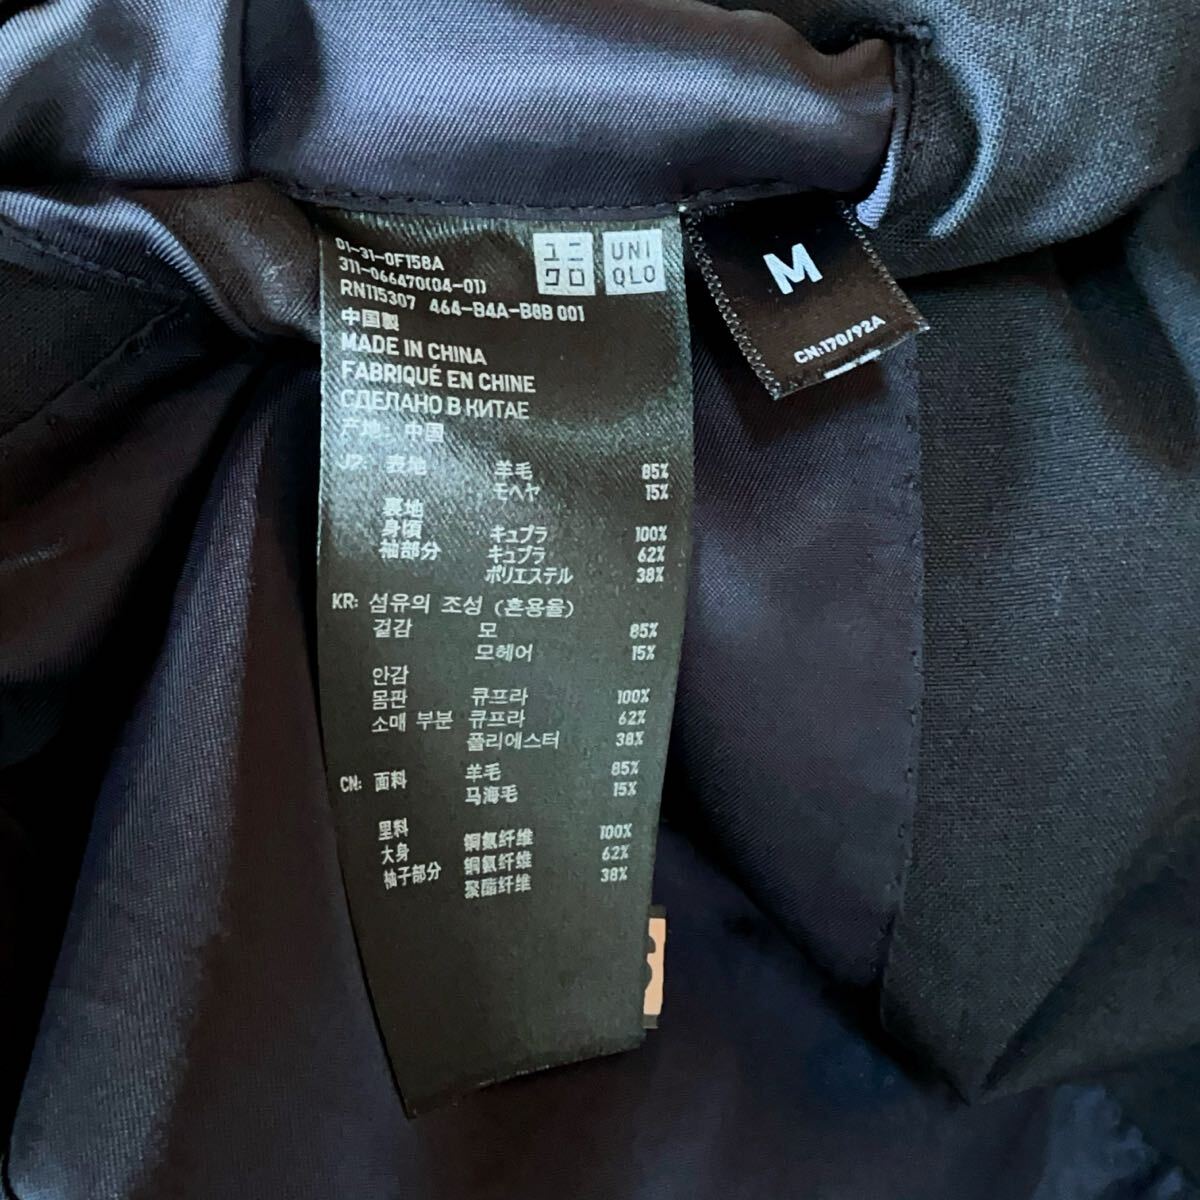 01-31-0F158A
311-066470(04-01)
RN115307 464-B4A-B8B 001
ユニ
クロ
UNI
QLO
M
CN:170/92A
中国製
MADE IN CHINA
FABRIQUÉ EN CHINE
СДЕЛАНО В КИТАЕ
产地: 中国
JP: 表地 羊毛 85%
モヘヤ 15%
裏地
身頃 キュプラ 100%
袖部分 キュプラ 62%
ポリエステル 38%
KR: 섬유의 조성 (혼용율)
겉감 모 85%
모헤어 15%
안감
몸판 큐프라 100%
소매 부분 큐프라 62%
폴리에스터 38%
CN: 面料 羊毛 85%
马海毛 15%
里料
大身 铜氨纤维 100%
袖子部分 铜氨纤维 62%
聚酯纤维 38%